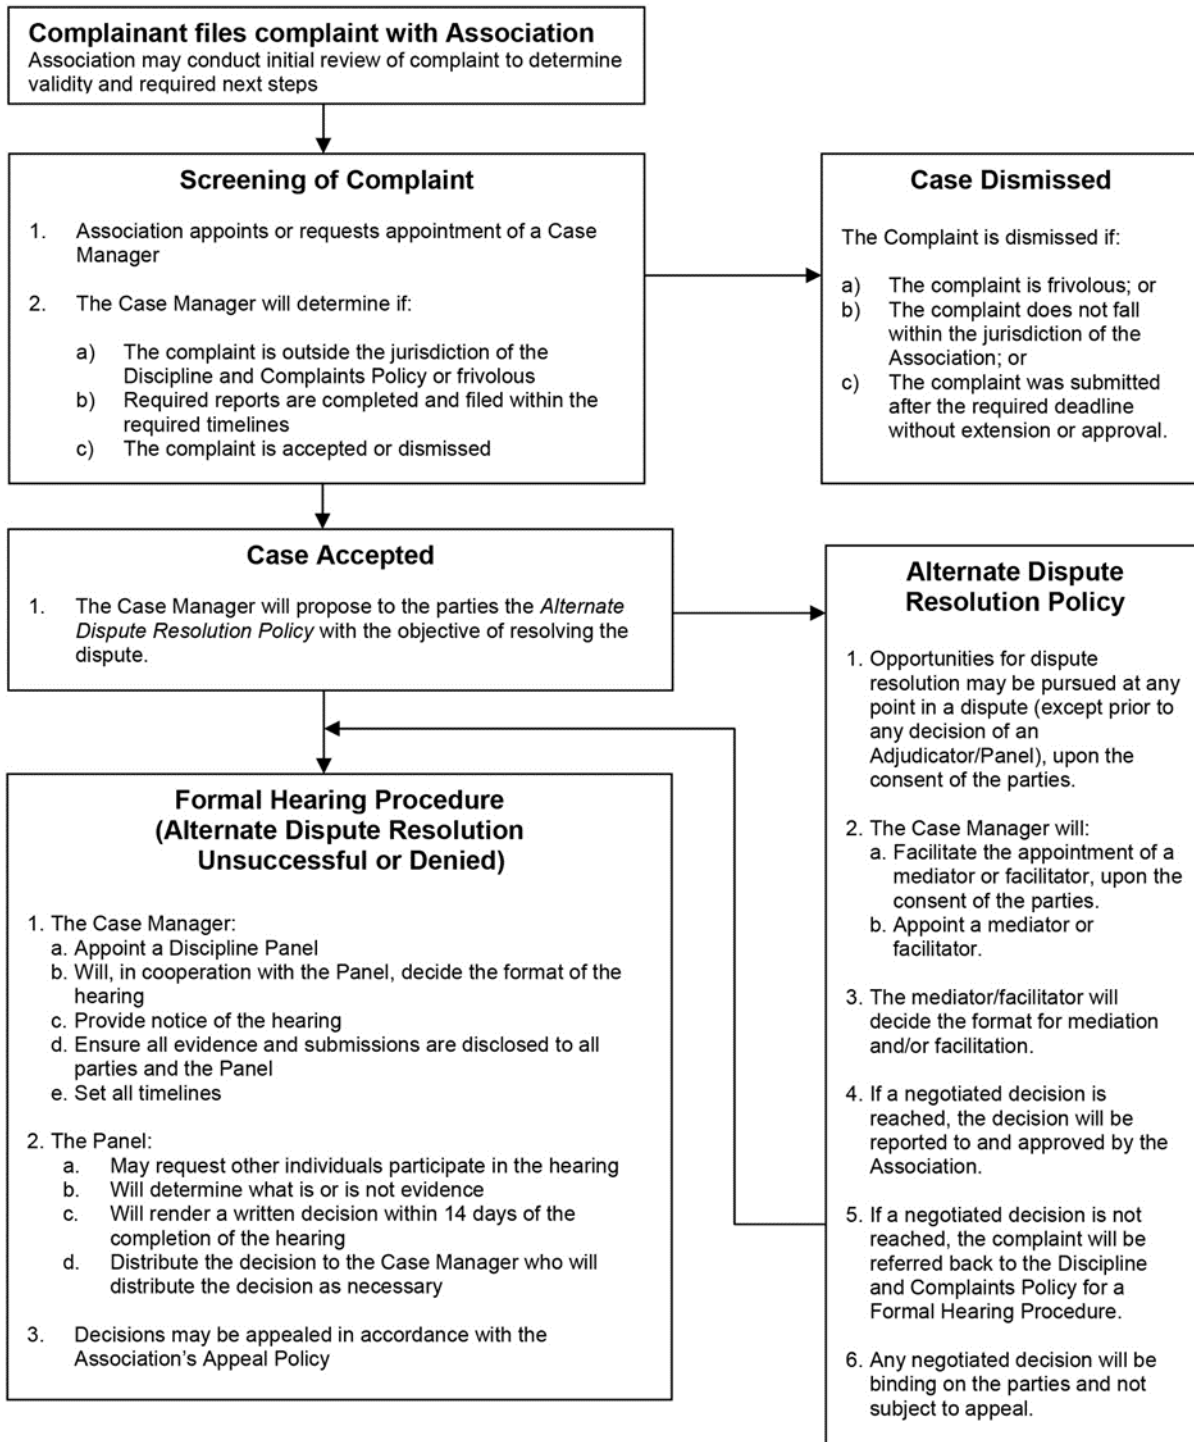 Complainant files complaint with Association
Association may conduct initial review of complaint to determine
validity and required next steps
Screening of Complaint
1. Association appoints or requests appointment of a Case
Manager
2. The Case Manager will determine if:
a) The complaint is outside the jurisdiction of the
Discipline and Complaints Policy or frivolous
b) Required reports are completed and filed within the
required timelines
c) The complaint is accepted or dismissed
Case Dismissed
The Complaint is dismissed if:
a) The complaint is frivolous; or
b) The complaint does not fall
within the jurisdiction of the
Association; or
c) The complaint was submitted
after the required deadline
without extension or approval.
Case Accepted
1. The Case Manager will propose to the parties the Alternate
Dispute Resolution Policy with the objective of resolving the
dispute.
Alternate Dispute
Resolution Policy
1. Opportunities for dispute
resolution may be pursued at any
point in a dispute (except prior to
any decision of an
Adjudicator/Panel), upon the
consent of the parties.
2. The Case Manager will:
a. Facilitate the appointment of a
mediator or facilitator, upon the
consent of the parties.
b. Appoint a mediator or
facilitator.
3. The mediator/facilitator will
decide the format for mediation
and/or facilitation.
4. If a negotiated decision is
reached, the decision will be
reported to and approved by the
Association.
5. If a negotiated decision is not
reached, the complaint will be
referred back to the Discipline
and Complaints Policy for a
Formal Hearing Procedure.
6. Any negotiated decision will be
binding on the parties and not
subject to appeal.
Formal Hearing Procedure
(Alternate Dispute Resolution
Unsuccessful or Denied)
1. The Case Manager:
a. Appoint a Discipline Panel
b. Will, in cooperation with the Panel, decide the format of the
hearing
c. Provide notice of the hearing
d. Ensure all evidence and submissions are disclosed to all
parties and the Panel
e. Set all timelines
2. The Panel:
a. May request other individuals participate in the hearing
b. Will determine what is or is not evidence
c. Will render a written decision within 14 days of the
completion of the hearing
d. Distribute the decision to the Case Manager who will
distribute the decision as necessary
3. Decisions may be appealed in accordance with the
Association's Appeal Policy